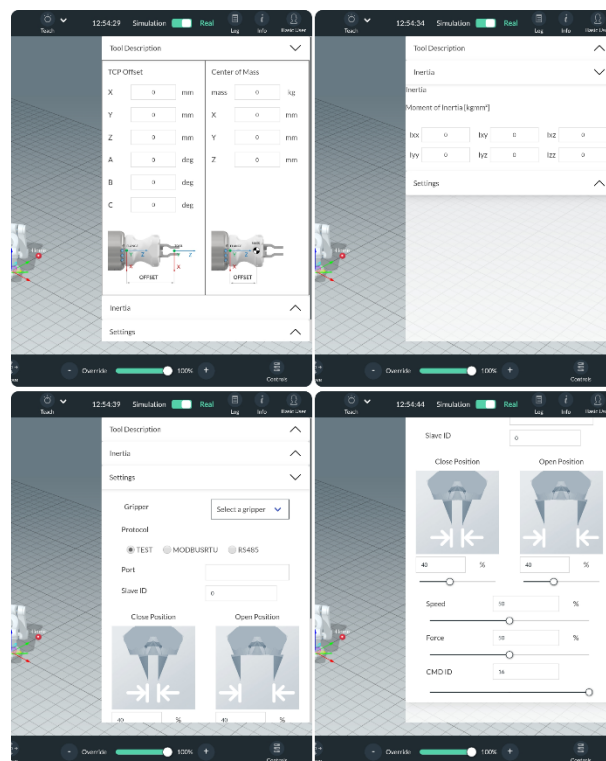 12:54:29 Simulation Real
Teach Log Info Basic User
Tool Description
TCP Offset Center of Mass
X 0 mm mass 0 kg
Y 0 mm X 0 mm
Z 0 mm Y 0 mm
A 0 deg Z 0 mm
B 0 deg
C 0 deg
OFFSET OFFSET
Inertia
Settings
- Override 100% +
Controls
12:54:34 Simulation Real
Teach Log Info Basic User
Tool Description
Inertia
Inertia
Moment of Inertia [kgmm²]
Ixx 0 Ixy 0 Ixz 0
Iyy 0 Iyz 0 Izz 0
Settings
- Override 100% +
Controls
12:54:39 Simulation Real
Teach Log Info Basic User
Tool Description
Inertia
Settings
Gripper Select a gripper
Protocol
TEST MODBUSRTU RS485
Port
Slave ID 0
Close Position Open Position
40 % 40 %
- Override 100% +
Controls
12:54:44 Simulation Real
Teach Log Info Basic User
Slave ID 0
Close Position Open Position
40 % 40 %
Speed 50 %
Force 50 %
CMD ID 16
- Override 100% +
Controls